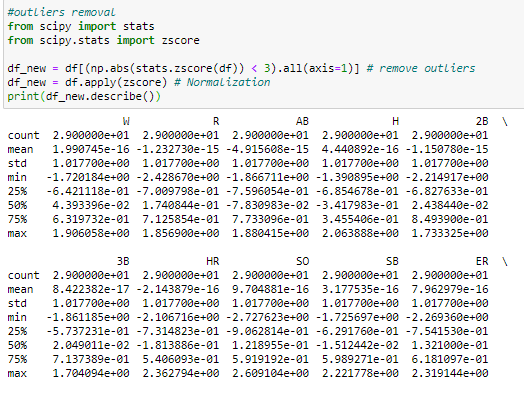 #outliers removal
from scipy import stats
from scipy.stats import zscore
df_new = df[(np.abs(stats.zscore(df)) < 3).all(axis=1)] # remove outliers
df_new = df.apply(zscore) # Normalization
print(df_new.describe())
W R AB H 2B \
count 2.900000e+01 2.900000e+01 2.900000e+01 2.900000e+01 2.900000e+01
mean 1.990745e-16 -1.232730e-15 -4.915608e-15 4.440892e-16 -1.150780e-15
std 1.017700e+00 1.017700e+00 1.017700e+00 1.017700e+00 1.017700e+00
min -1.720184e+00 -2.428670e+00 -1.866711e+00 -1.390895e+00 -2.214917e+00
25% -6.421118e-01 -7.009798e-01 -7.596054e-01 -6.854678e-01 -6.827633e-01
50% 4.393396e-02 1.740844e-01 -7.830983e-02 -3.417983e-01 2.438440e-02
75% 6.319732e-01 7.125854e-01 7.733096e-01 3.455406e-01 8.493900e-01
max 1.906058e+00 1.856900e+00 1.880415e+00 2.063888e+00 1.733325e+00
3B HR SO SB ER \
count 2.900000e+01 2.900000e+01 2.900000e+01 2.900000e+01 2.900000e+01
mean 8.422382e-17 -2.143879e-16 9.704881e-16 3.177535e-16 7.962979e-16
std 1.017700e+00 1.017700e+00 1.017700e+00 1.017700e+00 1.017700e+00
min -1.861185e+00 -2.106716e+00 -2.727623e+00 -1.725697e+00 -2.269360e+00
25% -5.737231e-01 -7.314823e-01 -9.062814e-01 -6.291760e-01 -7.541530e-01
50% 2.049011e-02 -1.813886e-01 1.218955e-01 -1.512442e-02 1.321000e-01
75% 7.137389e-01 5.406093e-01 5.919192e-01 5.989271e-01 6.181097e-01
max 1.704094e+00 2.362794e+00 2.609104e+00 2.221778e+00 2.319144e+00